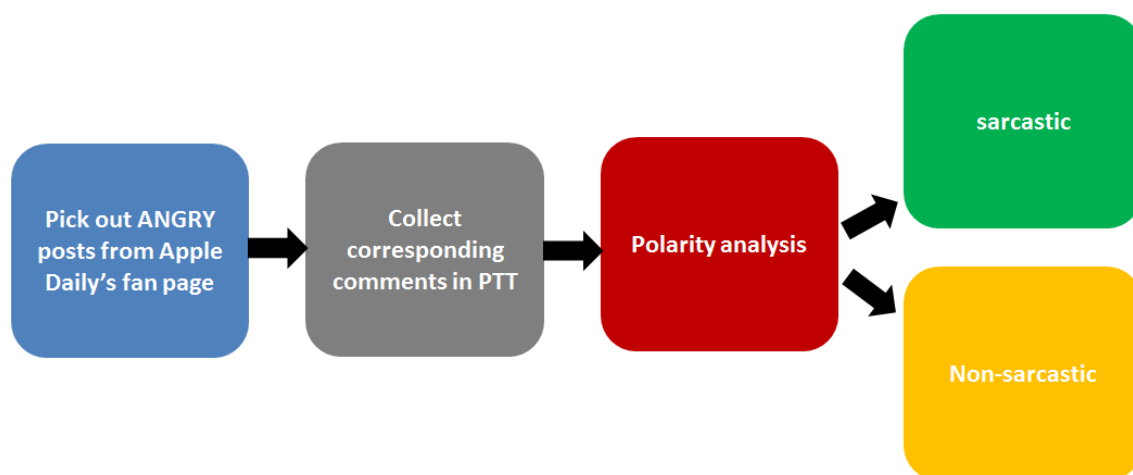 Pick out ANGRY
posts from Apple
Daily’s fan page
Collect
corresponding
comments in PTT
Polarity analysis
sarcastic
Non-sarcastic